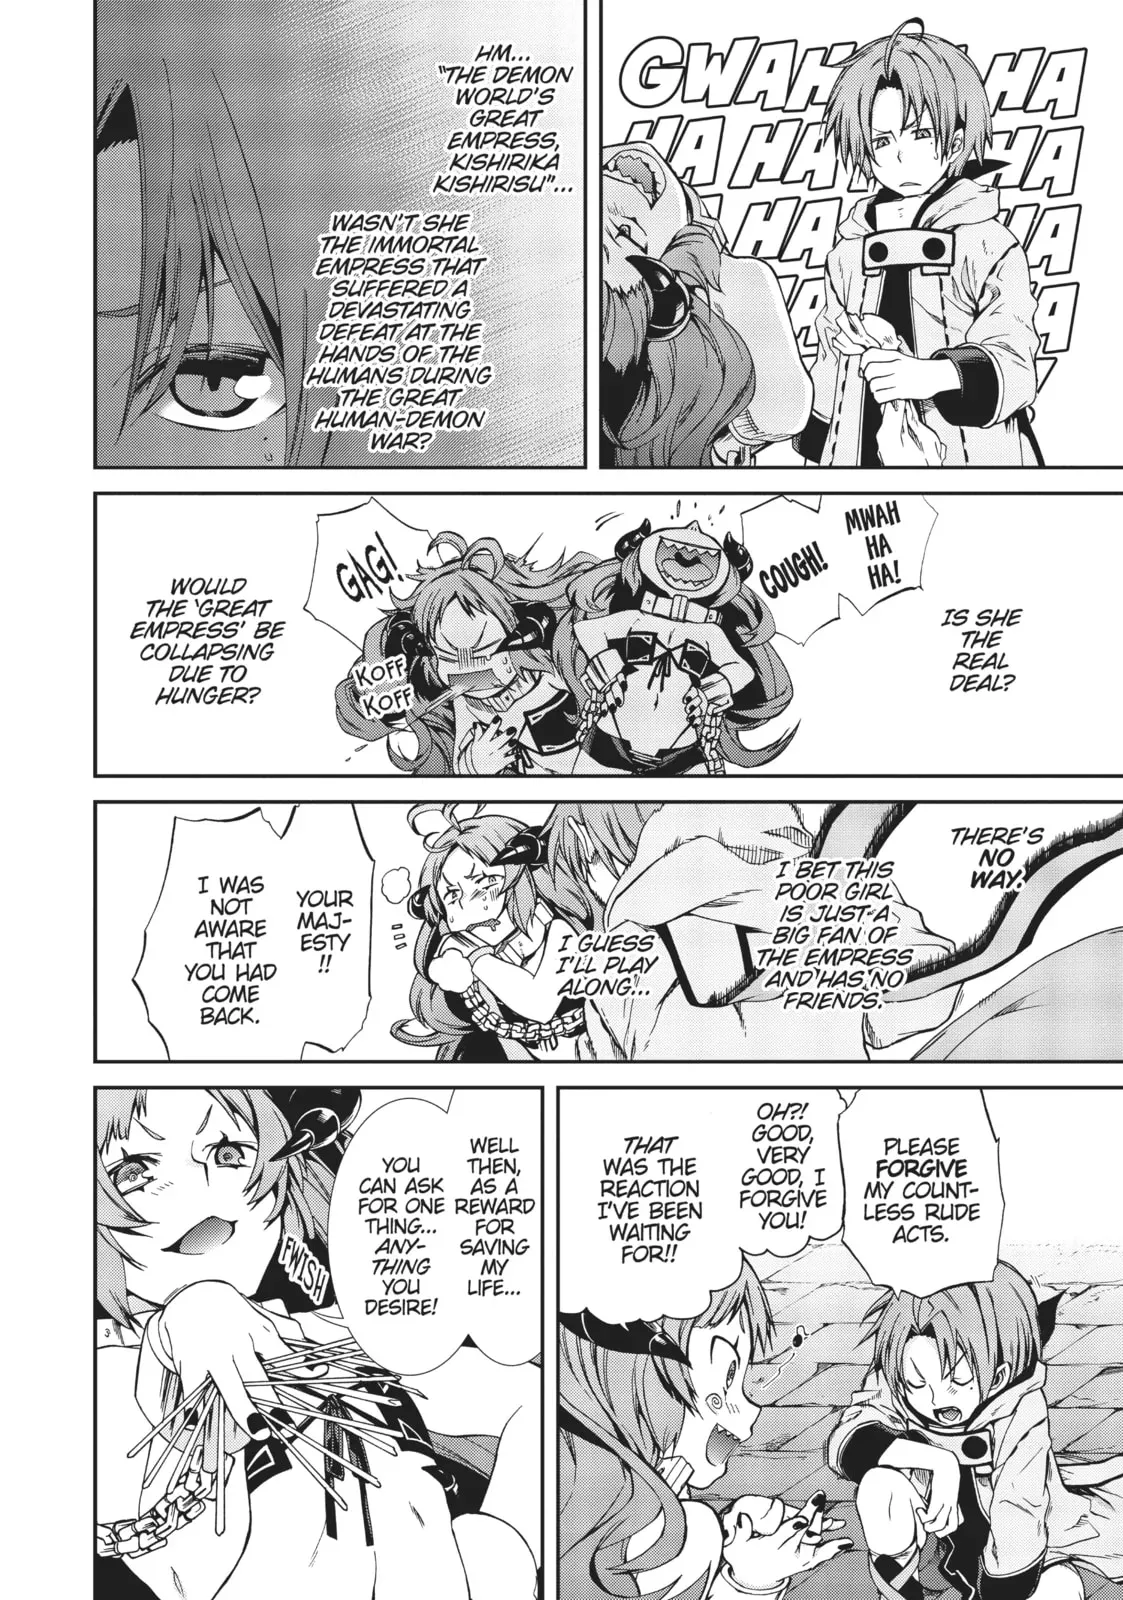 GWAHA HA HA
HA HA HA HA HA
HM...
"THE DEMON
WORLD'S
GREAT
EMPRESS,
KISHIRIKA
KISHIRISU"...
WASN'T SHE
THE IMMORTAL
EMPRESS THAT
SUFFERED A
DEVASTATING
DEFEAT AT THE
HANDS OF THE
HUMANS DURING
THE GREAT
HUMAN-DEMON
WAR?
IS SHE
THE
REAL
DEAL?
MWAH
HA
HA!
COUGH!
GAG!
KOFF
KOFF
WOULD
THE 'GREAT
EMPRESS' BE
COLLAPSING
DUE TO
HUNGER?
THERE'S
NO
WAY.
I BET THIS
POOR GIRL
IS JUST A
BIG FAN OF
THE EMPRESS
AND HAS NO
FRIENDS.
I GUESS
I'LL PLAY
ALONG...
YOUR
MAJ-
ESTY
!!
I WAS
NOT
AWARE THAT
YOU HAD
COME
BACK.
PLEASE
FORGIVE
MY COUNT-
LESS RUDE
ACTS.
OH?!
GOOD,
VERY
GOOD, I
FORGIVE
YOU!
THAT
WAS THE
REACTION
I'VE BEEN
WAITING
FOR!!
WELL
THEN, AS A
REWARD
FOR
SAVING
MY
LIFE...
YOU
CAN ASK
FOR ONE
THING...
ANY-
THING
YOU
DESIRE!
FWISH